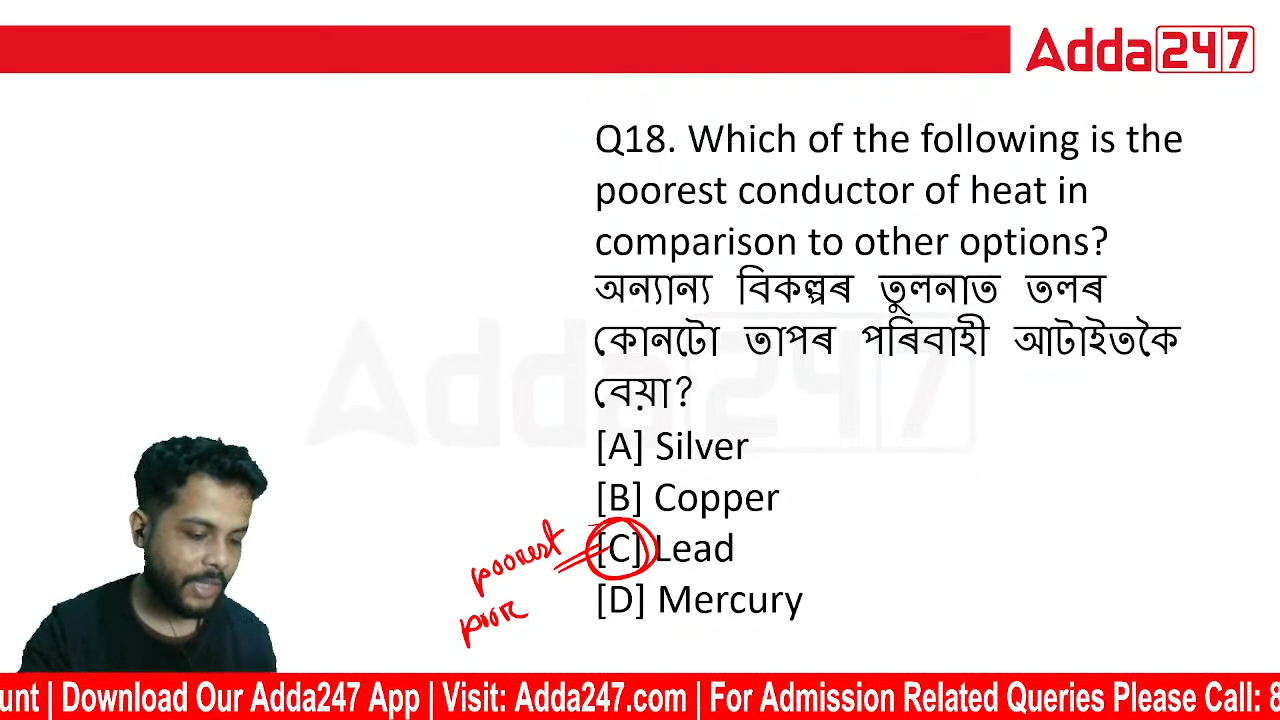 Adda247
Q18. Which of the following is the
poorest conductor of heat in
comparison to other options?
অন্যান্য বিকল্পৰ তুলনাত তলৰ
কোনটো তাপৰ পৰিবাহী আটাইতকৈ
বেয়া?
Adda247
[A] Silver
[B] Copper
[C] Lead
poorest
[D] Mercury
poor
ount | Download Our Adda247 App | Visit: Adda247.com | For Admission Related Queries Please Call: 8